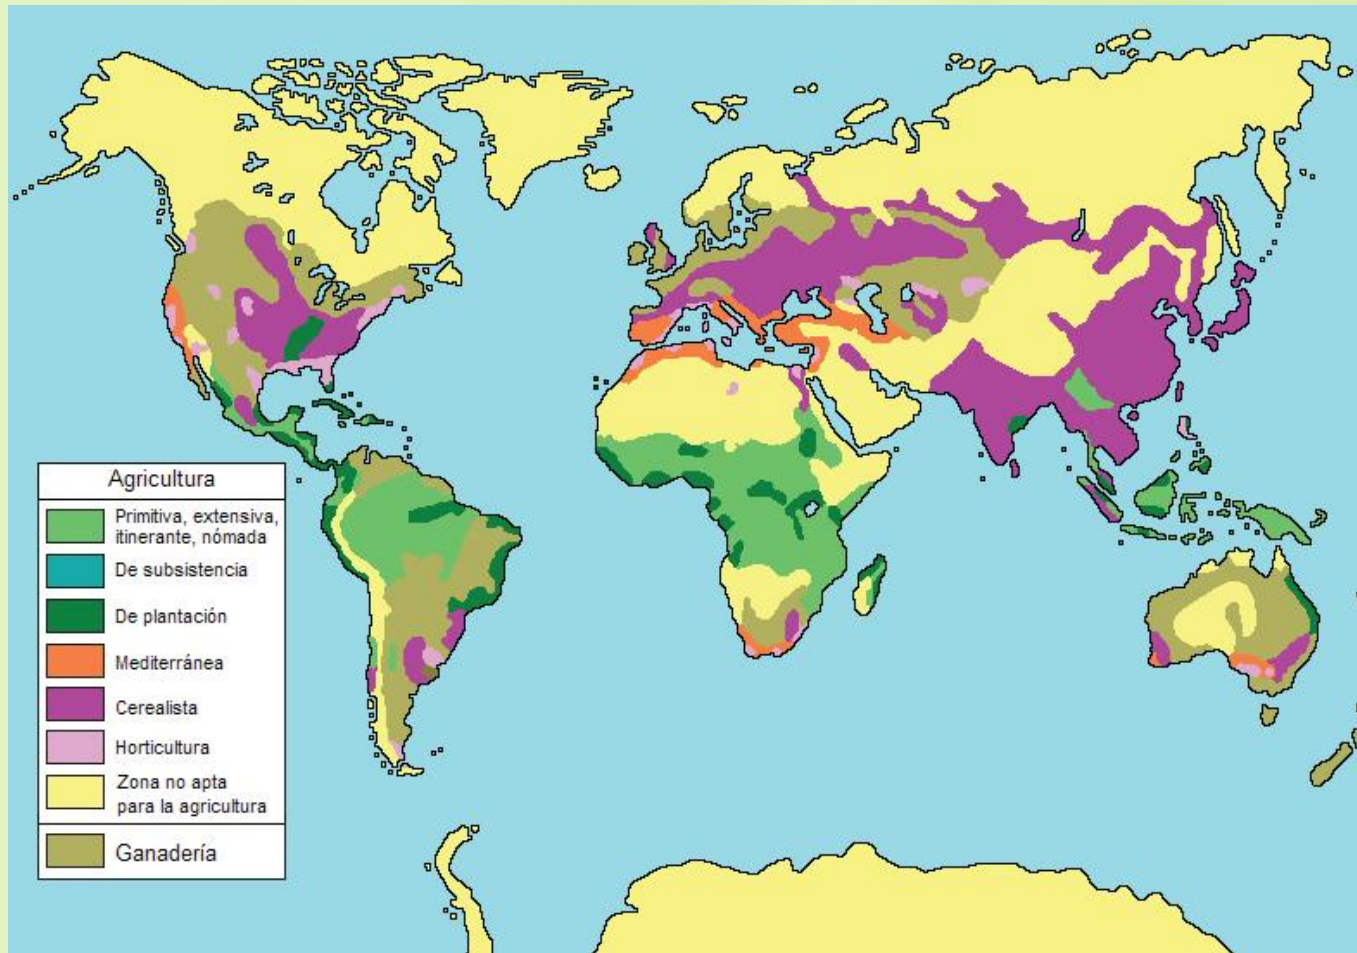 Agricultura
Primitiva, extensiva,
itinerante, nómada
De subsistencia
De plantación
Mediterránea
Cerealista
Horticultura
Zona no apta
para la agricultura
Ganadería